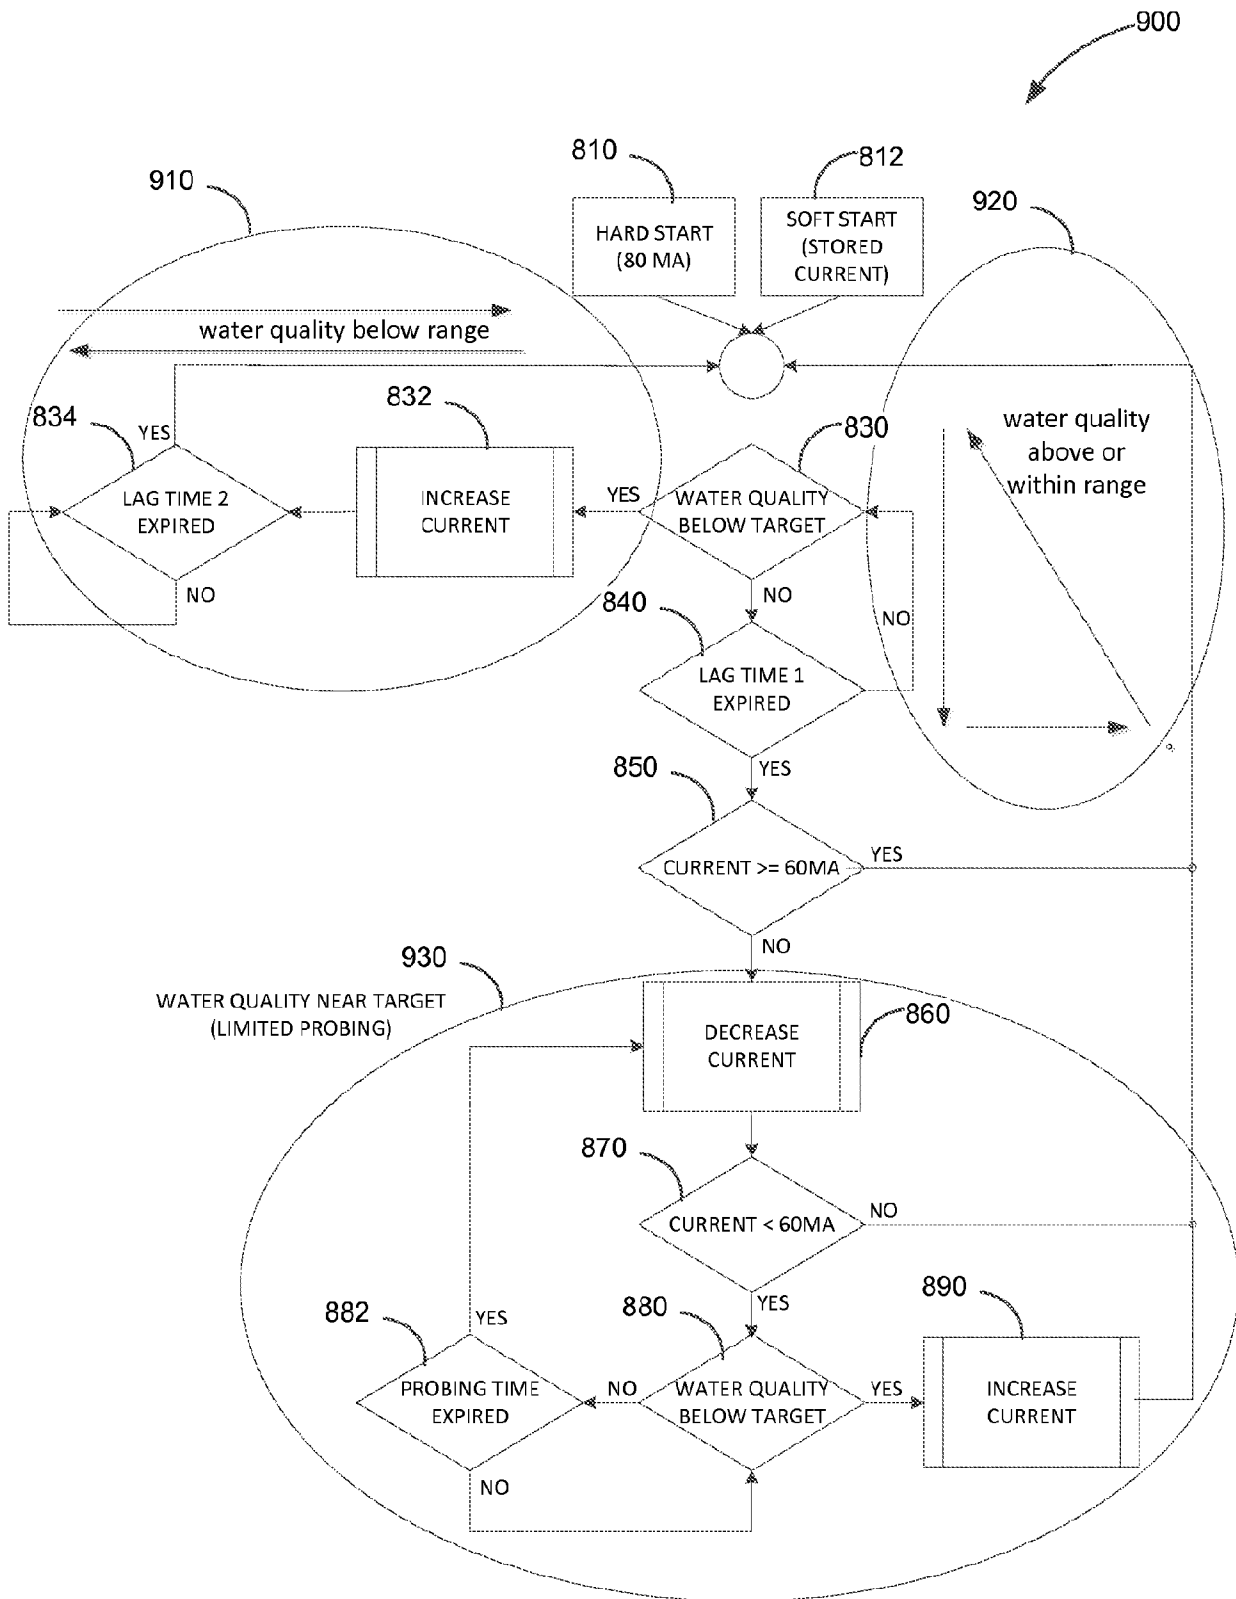 900
810
812
910
920
HARD START
(80 MA)
SOFT START
(STORED
CURRENT)
water quality below range
834
832
830
YES
LAG TIME 2
EXPIRED
NO
INCREASE
CURRENT
YES
WATER QUALITY
BELOW TARGET
NO
water quality
above or
within range
840
NO
LAG TIME 1
EXPIRED
YES
850
CURRENT >= 60MA
YES
NO
930
WATER QUALITY NEAR TARGET
(LIMITED PROBING)
DECREASE
CURRENT
860
870
CURRENT < 60MA
NO
YES
882
YES
880
890
PROBING TIME
EXPIRED
NO
NO
WATER QUALITY
BELOW TARGET
YES
INCREASE
CURRENT